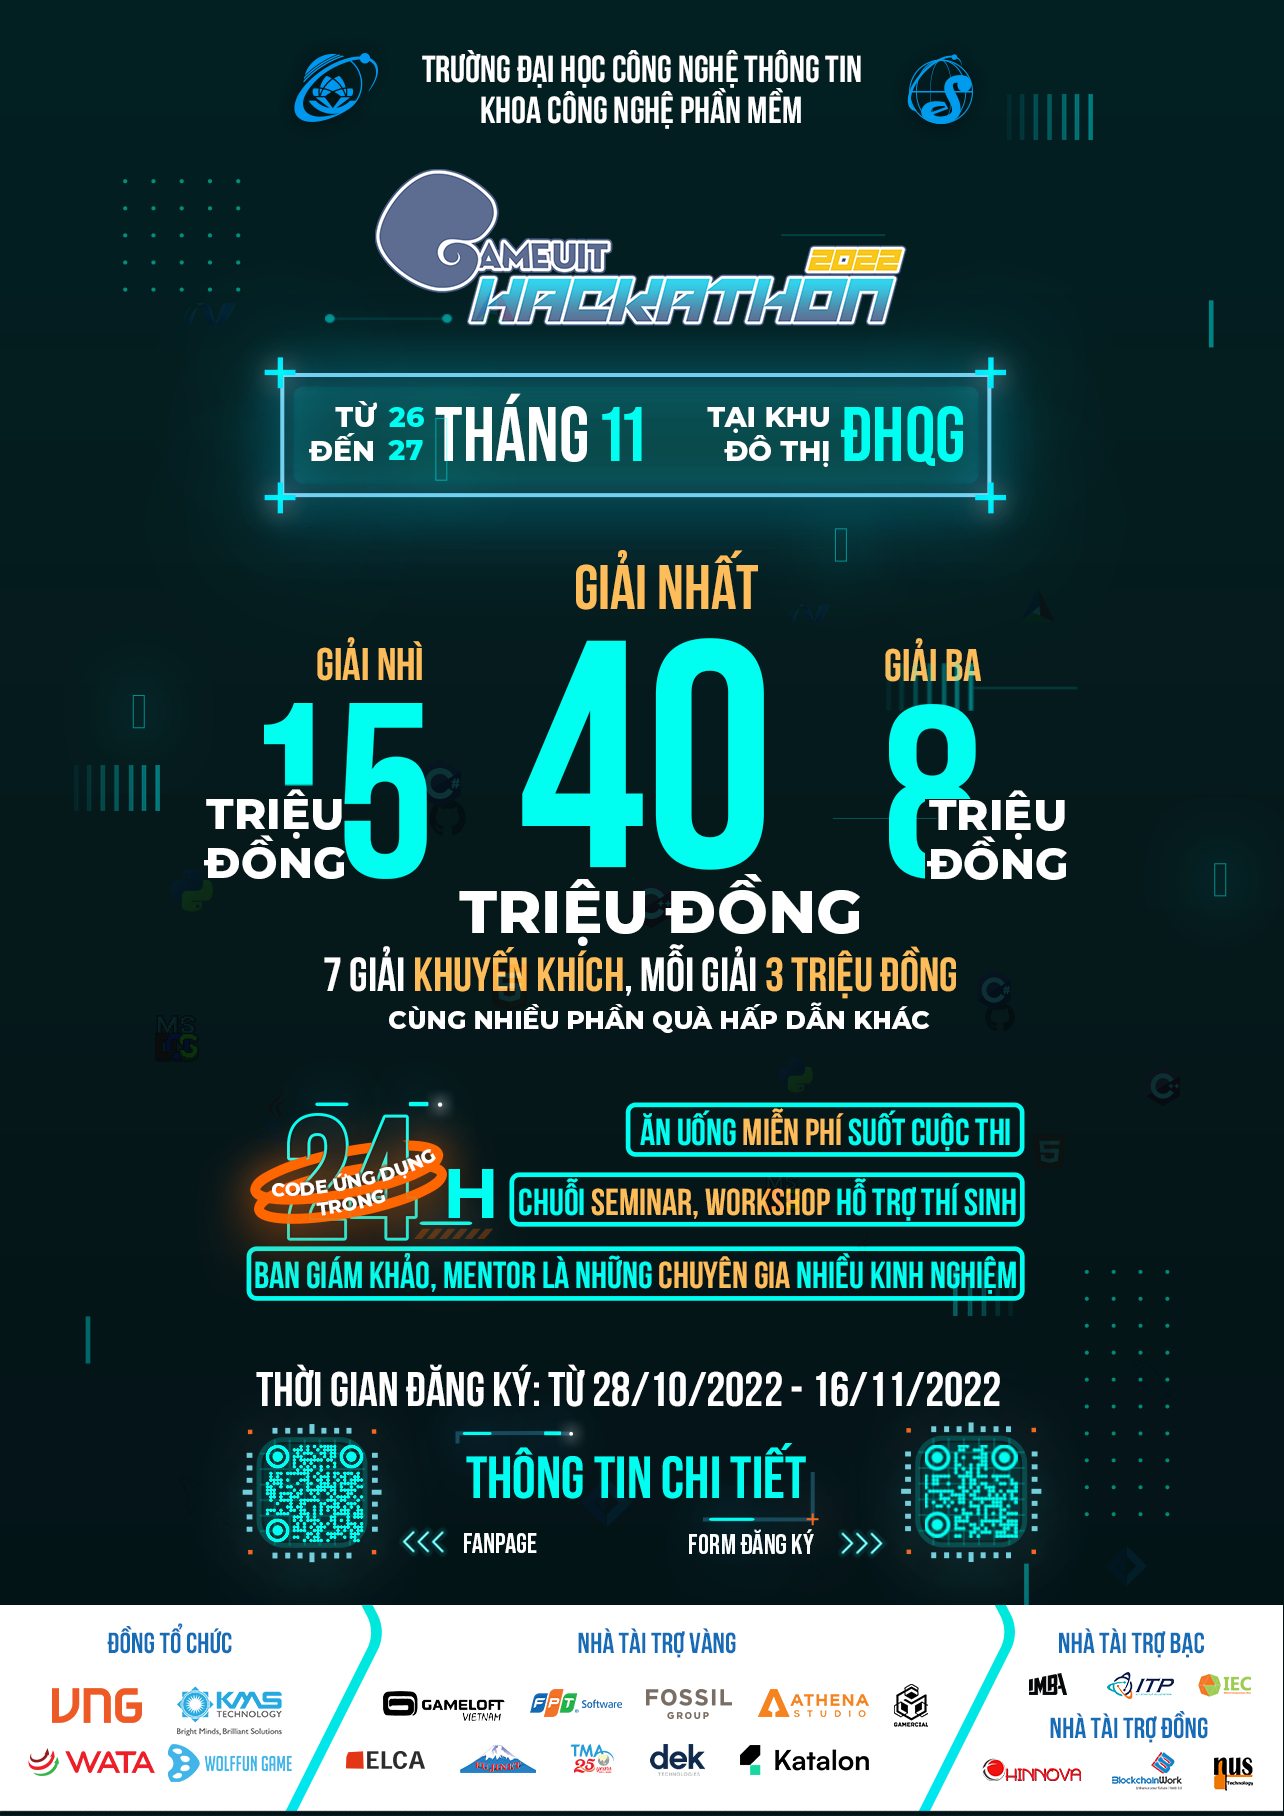 TRƯỜNG ĐẠI HỌC CÔNG NGHỆ THÔNG TIN
KHOA CÔNG NGHỆ PHẦN MỀM
GAMEUIT
HACKATHON 2022
TỪ 26 ĐẾN 27 THÁNG 11
TẠI KHU ĐÔ THỊ ĐHQG
GIẢI NHẤT
40
TRIỆU ĐỒNG
GIẢI NHÌ
15
TRIỆU
ĐỒNG
GIẢI BA
8
TRIỆU
ĐỒNG
7 GIẢI KHUYẾN KHÍCH, MỖI GIẢI 3 TRIỆU ĐỒNG
CÙNG NHIỀU PHẦN QUÀ HẤP DẪN KHÁC
CODE ỨNG DỤNG
TRONG
24H
ĂN UỐNG MIỄN PHÍ SUỐT CUỘC THI
CHUỖI SEMINAR, WORKSHOP HỖ TRỢ THÍ SINH
BAN GIÁM KHẢO, MENTOR LÀ NHỮNG CHUYÊN GIA NHIỀU KINH NGHIỆM
THỜI GIAN ĐĂNG KÝ: TỪ 28/10/2022 - 16/11/2022
THÔNG TIN CHI TIẾT
<<< FANPAGE
FORM ĐĂNG KÝ >>>
ĐỒNG TỔ CHỨC
VNG
KMS
TECHNOLOGY
Bright Minds, Brilliant Solutions
WATA
WOLFFUN GAME
NHÀ TÀI TRỢ VÀNG
GAMELOFT
VIETNAM
FPT Software
FOSSIL
GROUP
ATHENA
STUDIO
GAMERCIAL
ELCA
FUJINET
TMA
25 years
dek
TECHNOLOGIES
Katalon
NHÀ TÀI TRỢ BẠC
IMBA
ITP
IEC
NHÀ TÀI TRỢ ĐỒNG
HINNOVA
BlockchainWork
nus
Technology